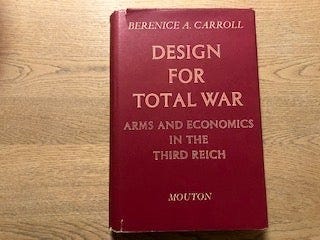 BERENICE A. CARROLL
DESIGN
FOR
TOTAL WAR
ARMS AND ECONOMICS
IN THE
THIRD REICH
MOUTON